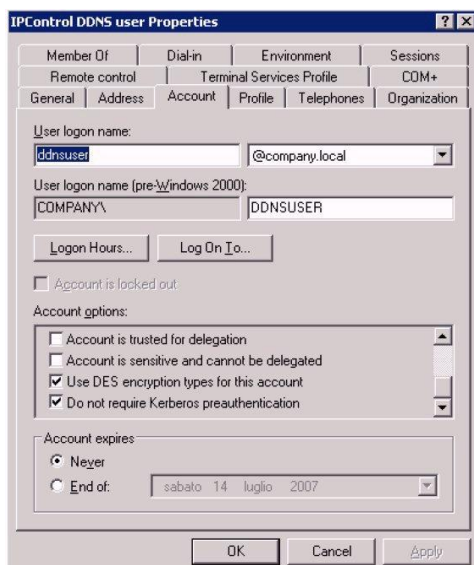 IPControl DDNS user Properties
Member Of Dial-in Environment Sessions
Remote control Terminal Services Profile COM+
General Address Account Profile Telephones Organization
User logon name:
ddnsuser @company.local
User logon name (pre-Windows 2000):
COMPANY\ DDNSUSER
Logon Hours... Log On To...
Account is locked out
Account options:
Account is trusted for delegation
Account is sensitive and cannot be delegated
Use DES encryption types for this account
Do not require Kerberos preauthentication
Account expires
Never
End of: sabato 14 luglio 2007
OK Cancel Apply